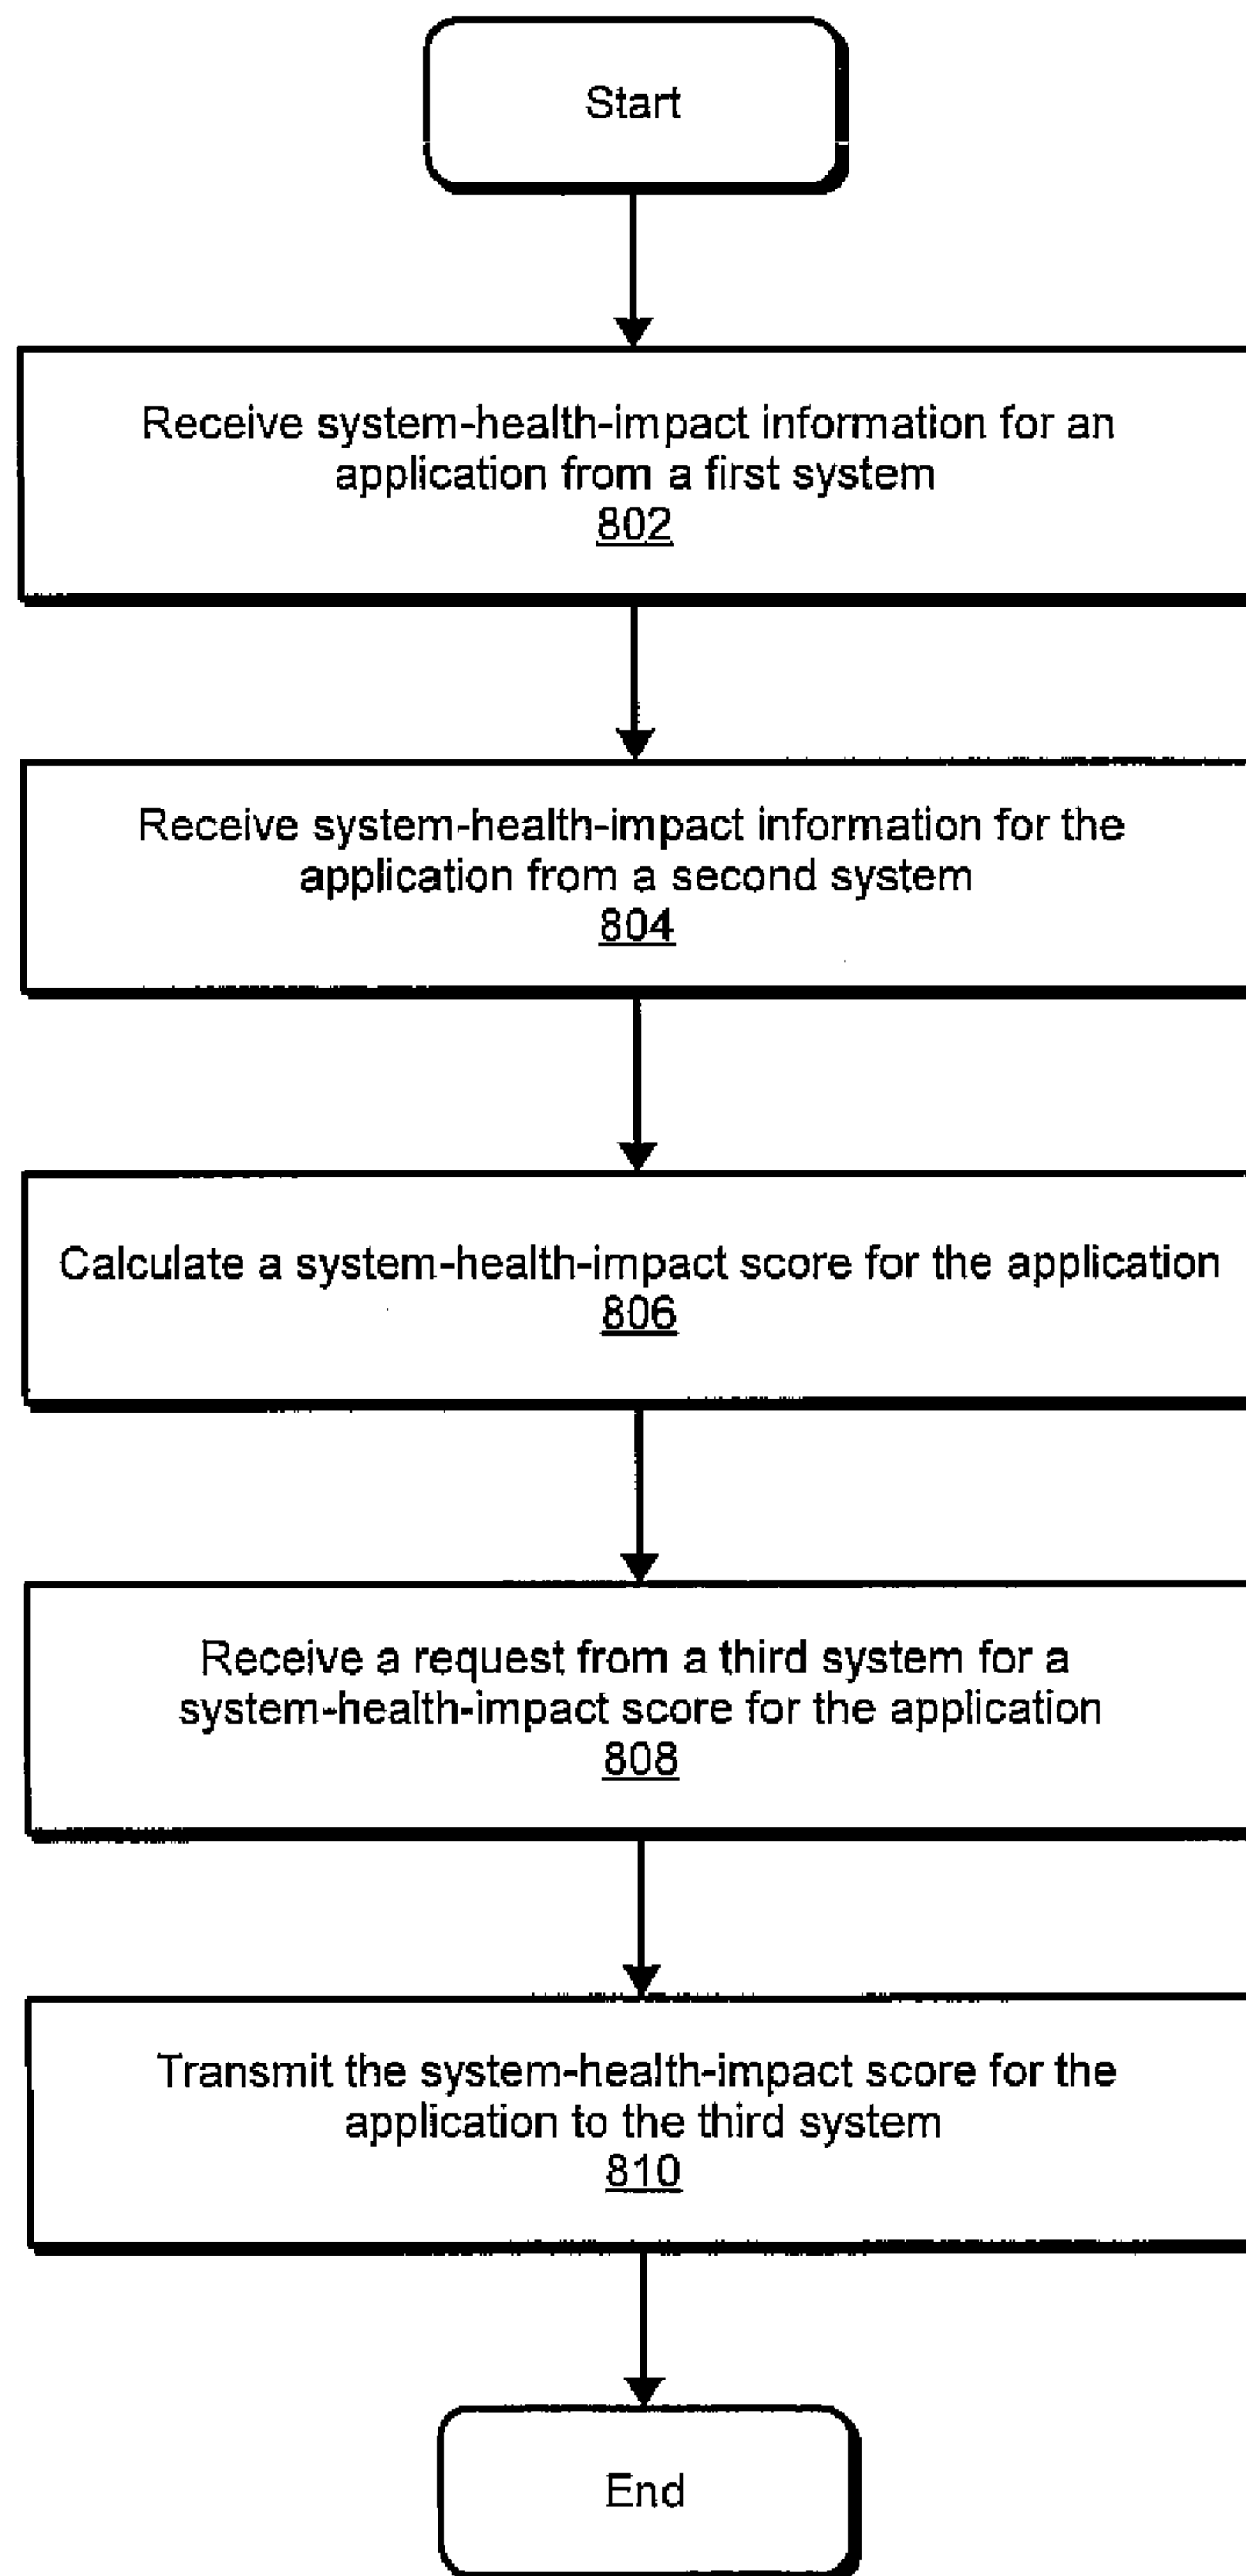 Start
Receive system-health-impact information for an
application from a first system
802
Receive system-health-impact information for the
application from a second system
804
Calculate a system-health-impact score for the application
806
Receive a request from a third system for a
system-health-impact score for the application
808
Transmit the system-health-impact score for the
application to the third system
810
End